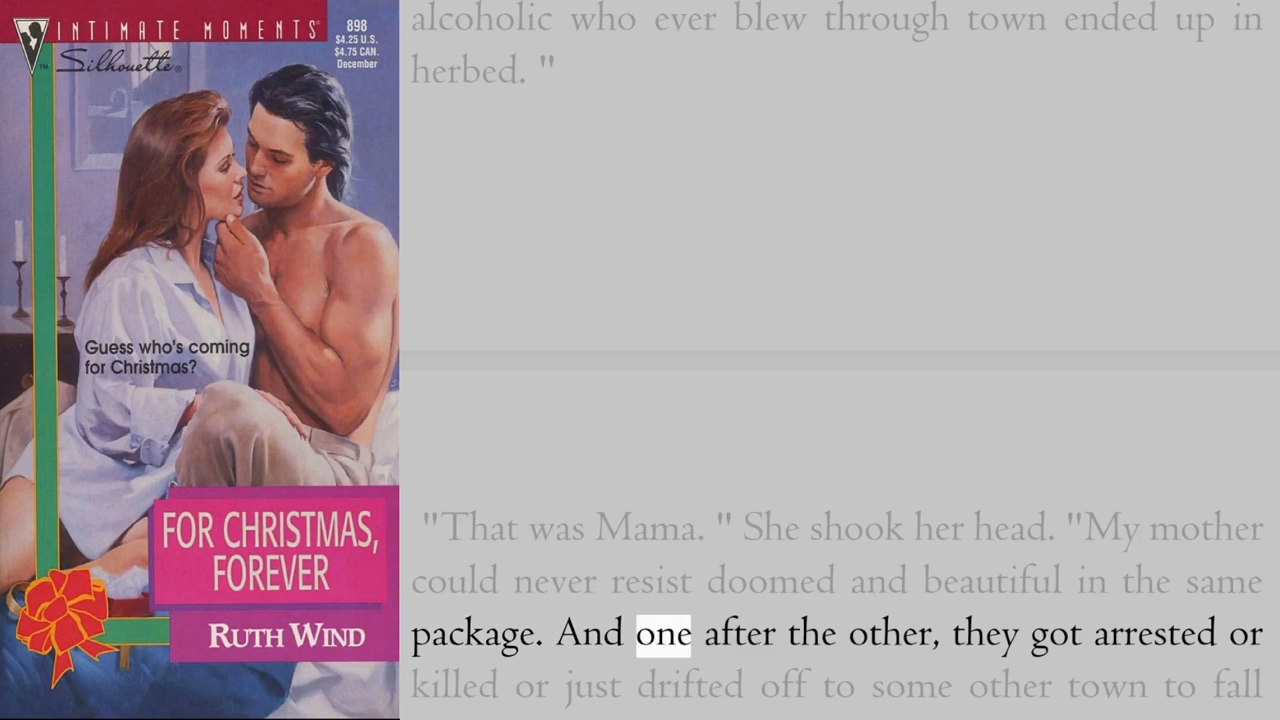 INTIMATE MOMENTS®
Silhouette®
TM
898
$4.25 U.S.
$4.75 CAN.
December
Guess who's coming
for Christmas?
FOR CHRISTMAS,
FOREVER
RUTH WIND
alcoholic who ever blew through town ended up in
herbed. "
"That was Mama. " She shook her head. "My mother
could never resist doomed and beautiful in the same
package. And one after the other, they got arrested or
killed or just drifted off to some other town to fall